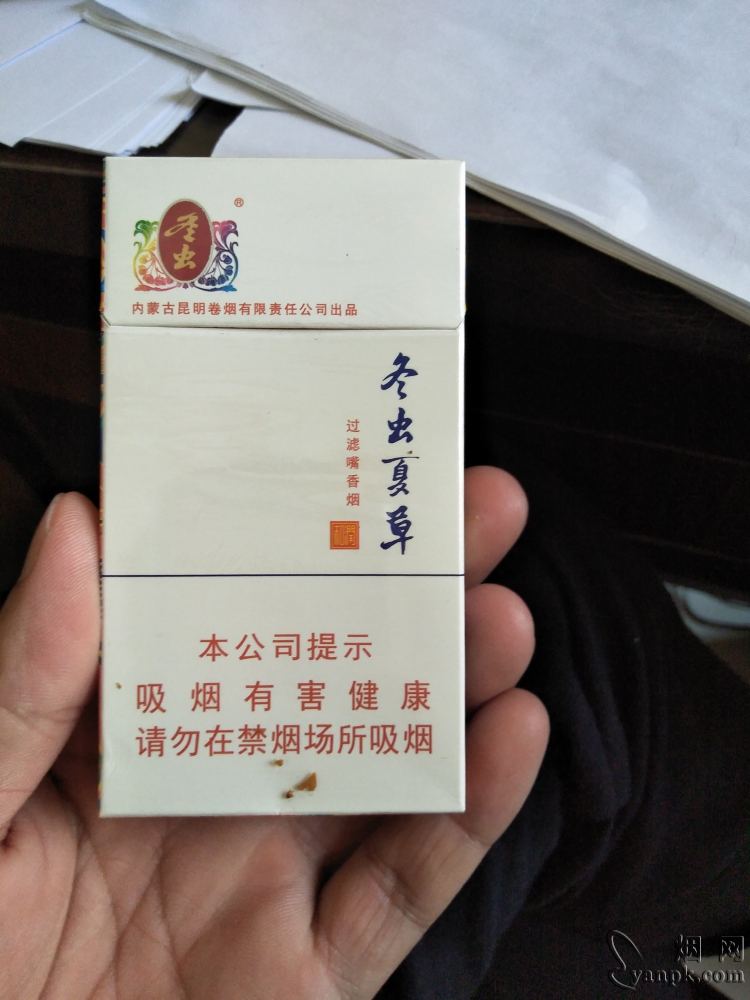 冬虫
®
内蒙古昆明卷烟有限责任公司出品
冬虫夏草
过滤嘴香烟
和润
本公司提示
吸烟有害健康
请勿在禁烟场所吸烟
烟网
yanpk.com